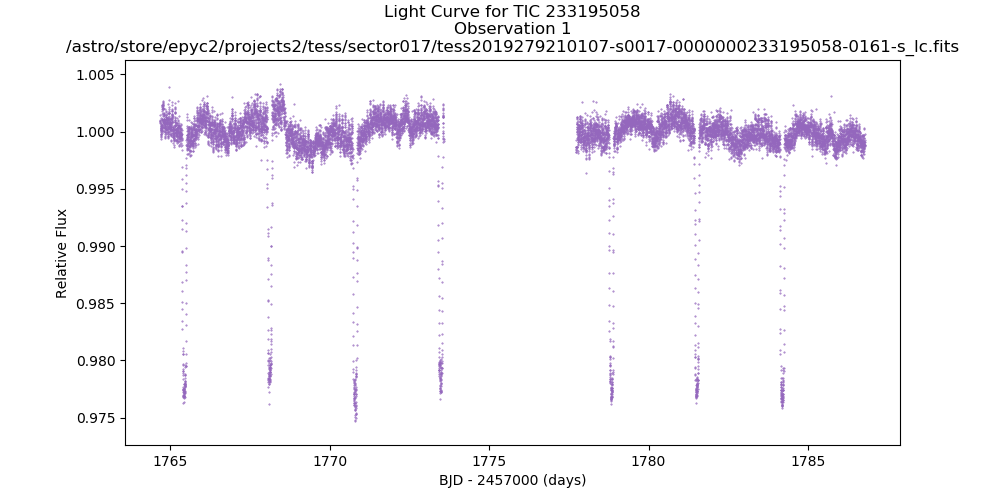 Light Curve for TIC 233195058
Observation 1
/astro/store/epyc2/projects2/tess/sector017/tess2019279210107-s0017-0000000233195058-0161-s_lc.fits
1.005
1.000
0.995
0.990
0.985
0.980
0.975
Relative Flux
1765
1770
1775
1780
1785
BJD - 2457000 (days)